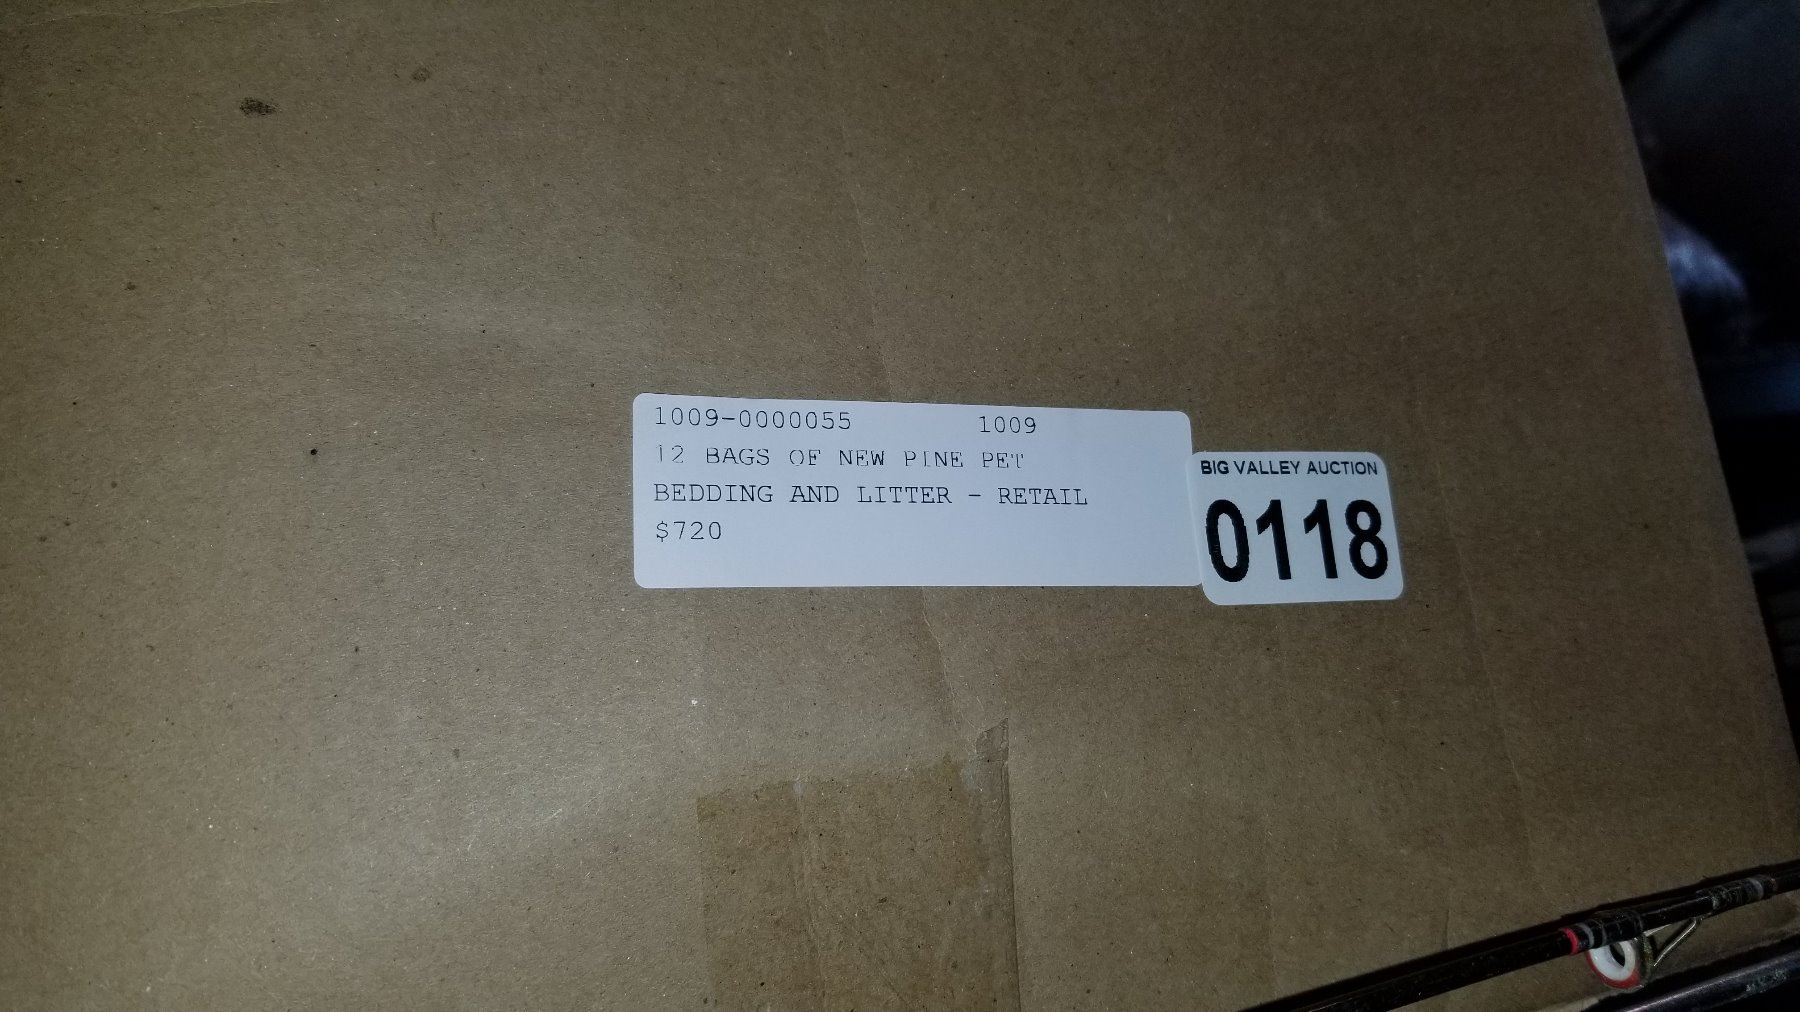 1009-0000055 1009
12 BAGS OF NEW PINE PET
BEDDING AND LITTER - RETAIL
$720
BIG VALLEY AUCTION
0118